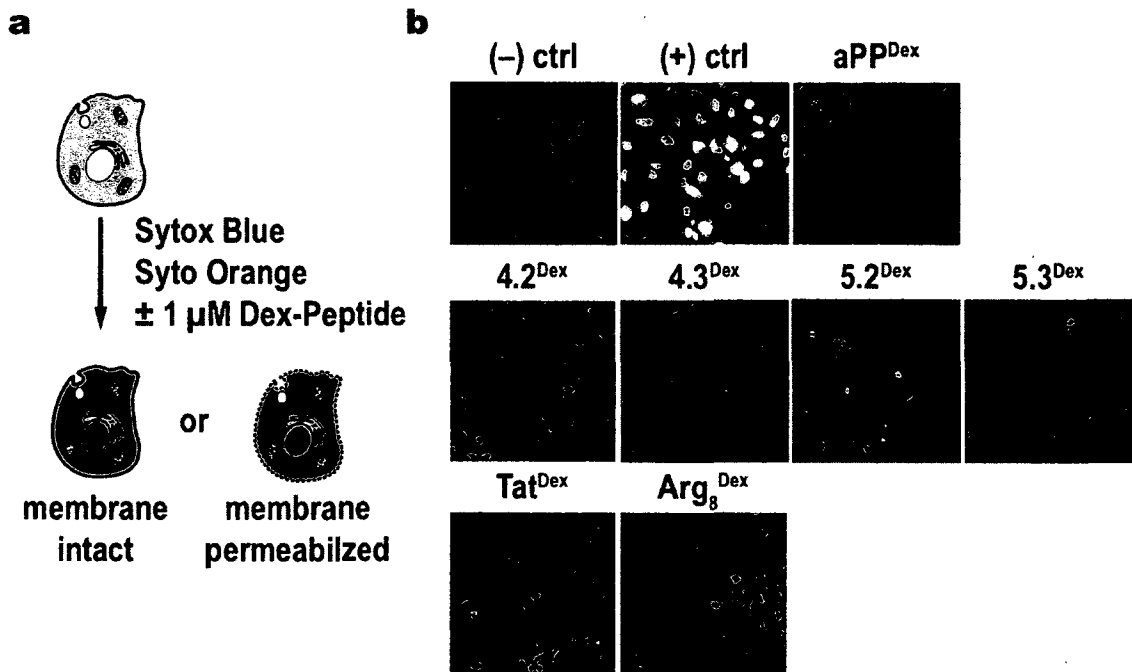 a
b
(–) ctrl
(+) ctrl
aPP^Dex
Sytox Blue
Syto Orange
± 1 µM Dex-Peptide
4.2^Dex
4.3^Dex
5.2^Dex
5.3^Dex
or
membrane
intact
membrane
permeabilzed
Tat^Dex
Arg₈^Dex